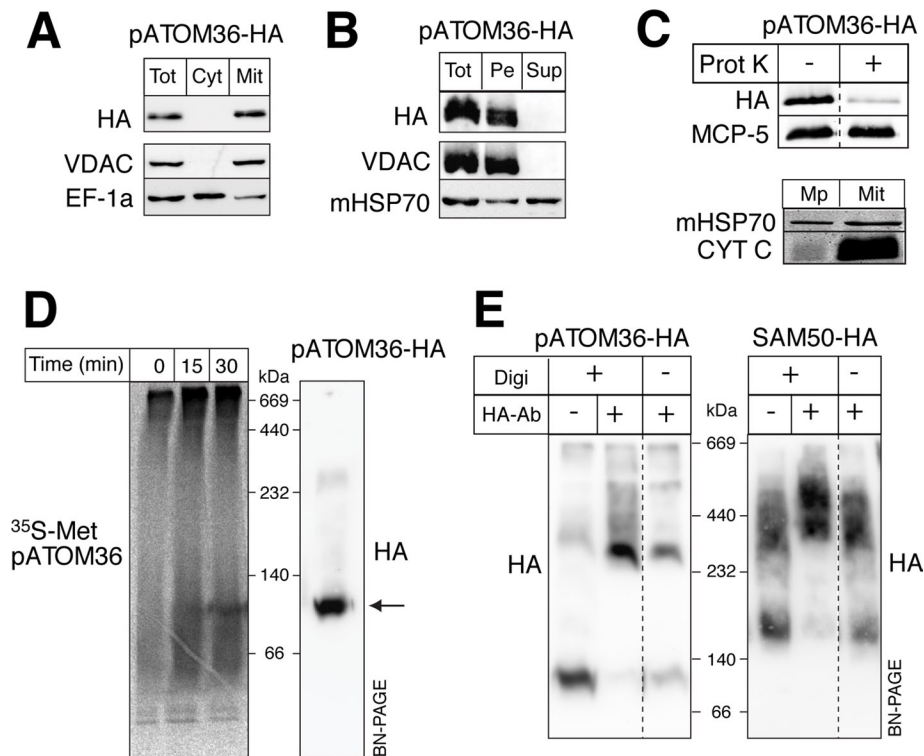 A
pATOM36-HA
Tot Cyt Mit
HA
VDAC
EF-1a
B
pATOM36-HA
Tot Pe Sup
HA
VDAC
mHSP70
C
pATOM36-HA
Prot K - +
HA
MCP-5
Mp Mit
mHSP70
CYT C
D
Time (min) 0 15 30
kDa
669
440
232
140
66
35S-Met
pATOM36
pATOM36-HA
HA
BN-PAGE
E
pATOM36-HA
SAM50-HA
Digi + - + -
HA-Ab - + + kDa - + +
669
440
232
140
66
HA
HA
BN-PAGE